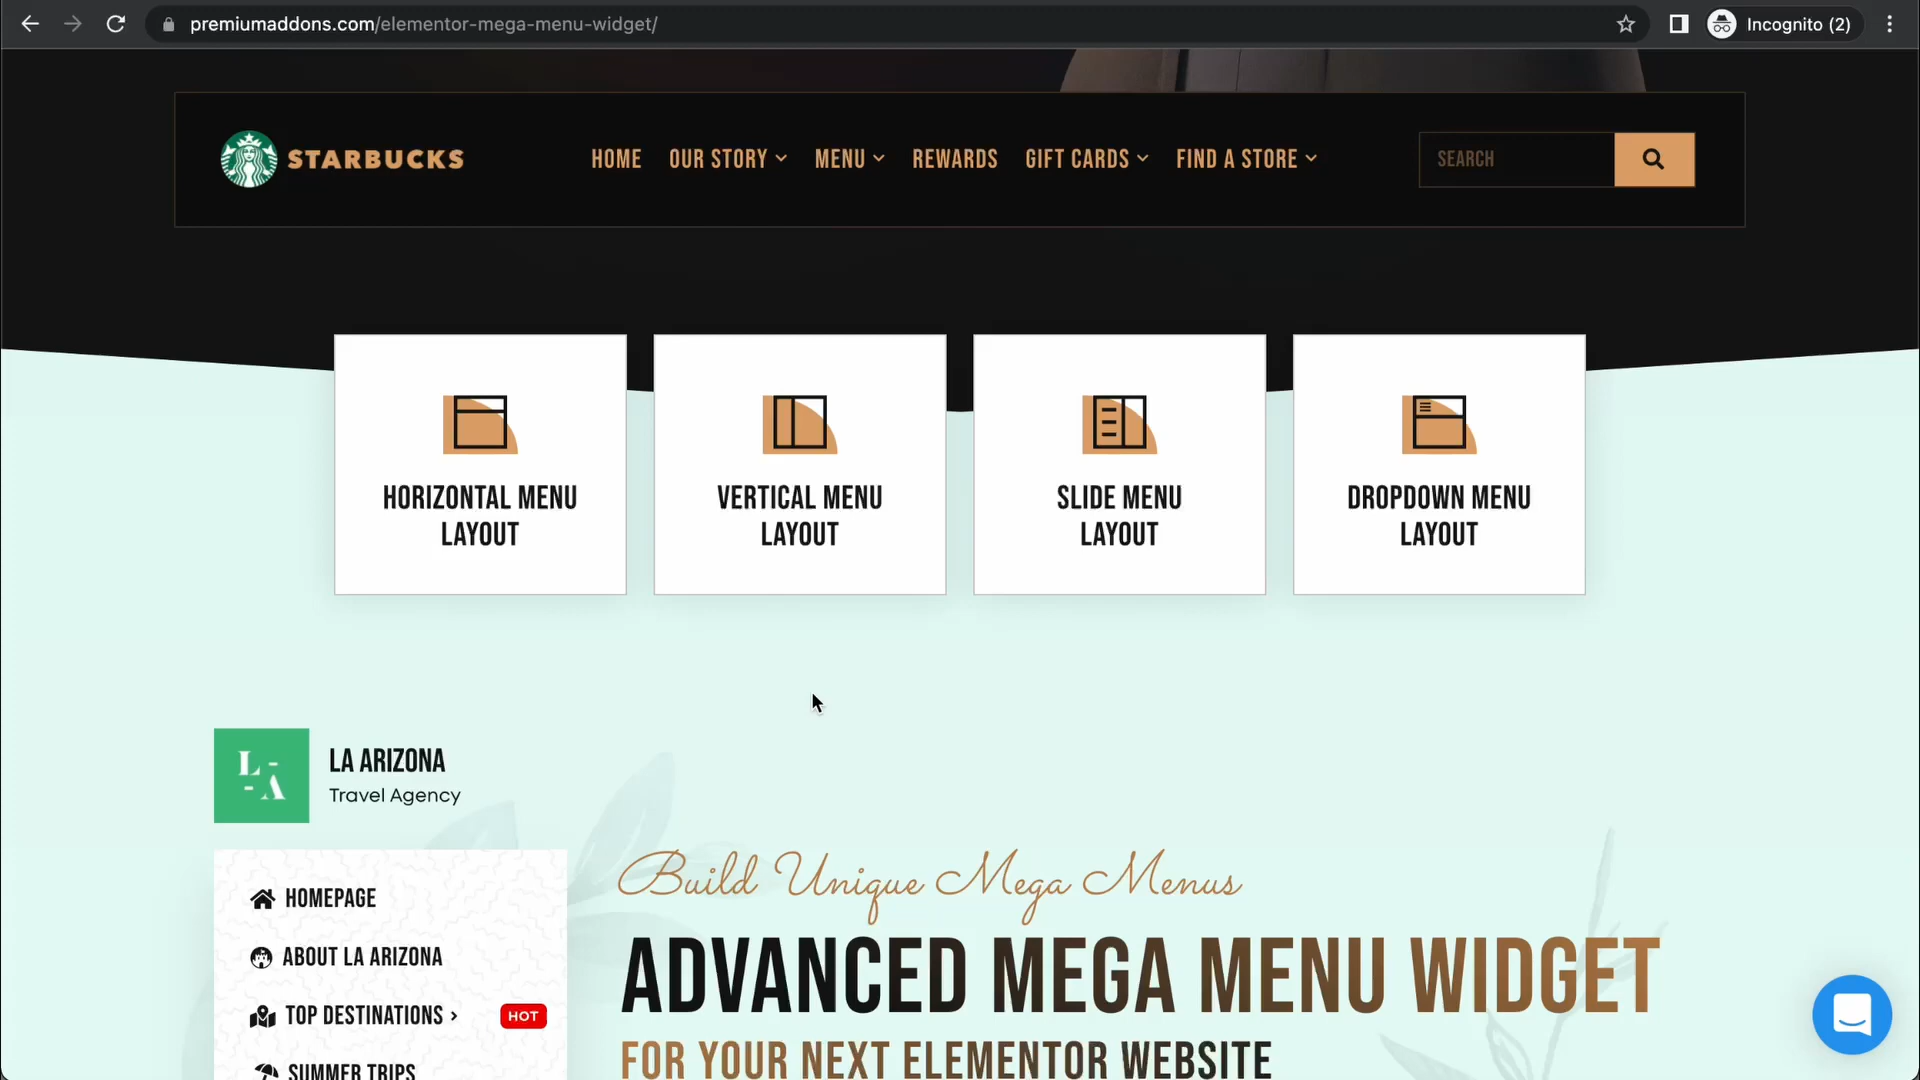 premiumaddons.com/elementor-mega-menu-widget/
Incognito (2)
STARBUCKS
HOME
OUR STORY
MENU
REWARDS
GIFT CARDS
FIND A STORE
SEARCH
HORIZONTAL MENU
LAYOUT
VERTICAL MENU
LAYOUT
SLIDE MENU
LAYOUT
DROPDOWN MENU
LAYOUT
L - - A
LA ARIZONA
Travel Agency
HOMEPAGE
ABOUT LA ARIZONA
TOP DESTINATIONS ›
HOT
SUMMER TRIPS
Build Unique Mega Menus
ADVANCED MEGA MENU WIDGET
FOR YOUR NEXT ELEMENTOR WEBSITE